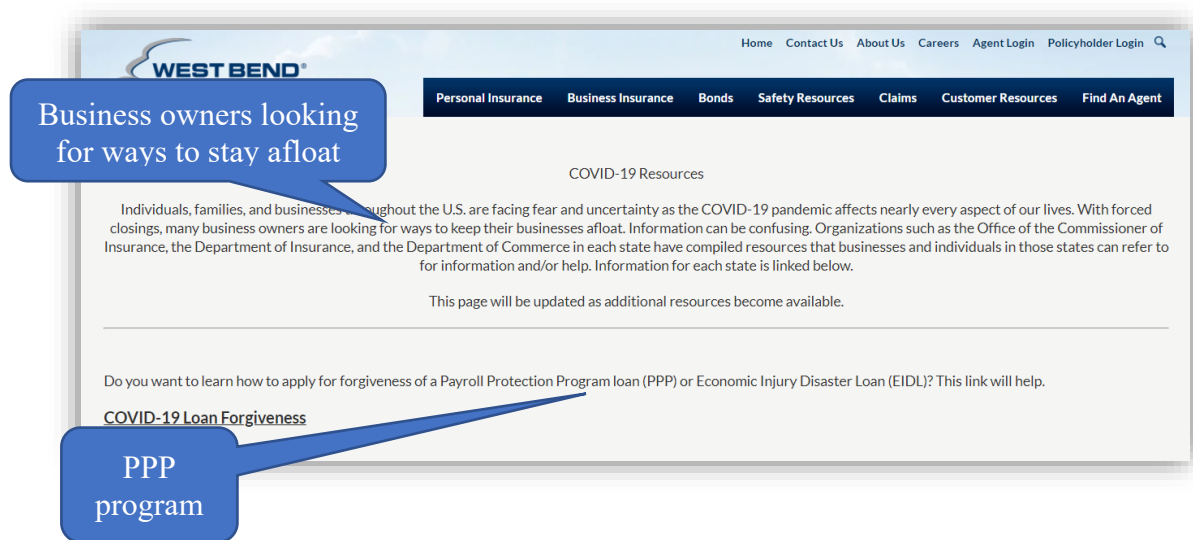 Home Contact Us About Us Careers Agent Login Policyholder Login
WEST BEND®
Personal Insurance Business Insurance Bonds Safety Resources Claims Customer Resources Find An Agent
Business owners looking
for ways to stay afloat
COVID-19 Resources
Individuals, families, and businesses throughout the U.S. are facing fear and uncertainty as the COVID-19 pandemic affects nearly every aspect of our lives. With forced
closings, many business owners are looking for ways to keep their businesses afloat. Information can be confusing. Organizations such as the Office of the Commissioner of
Insurance, the Department of Insurance, and the Department of Commerce in each state have compiled resources that businesses and individuals in those states can refer to
for information and/or help. Information for each state is linked below.
This page will be updated as additional resources become available.
Do you want to learn how to apply for forgiveness of a Payroll Protection Program loan (PPP) or Economic Injury Disaster Loan (EIDL)? This link will help.
COVID-19 Loan Forgiveness
PPP
program